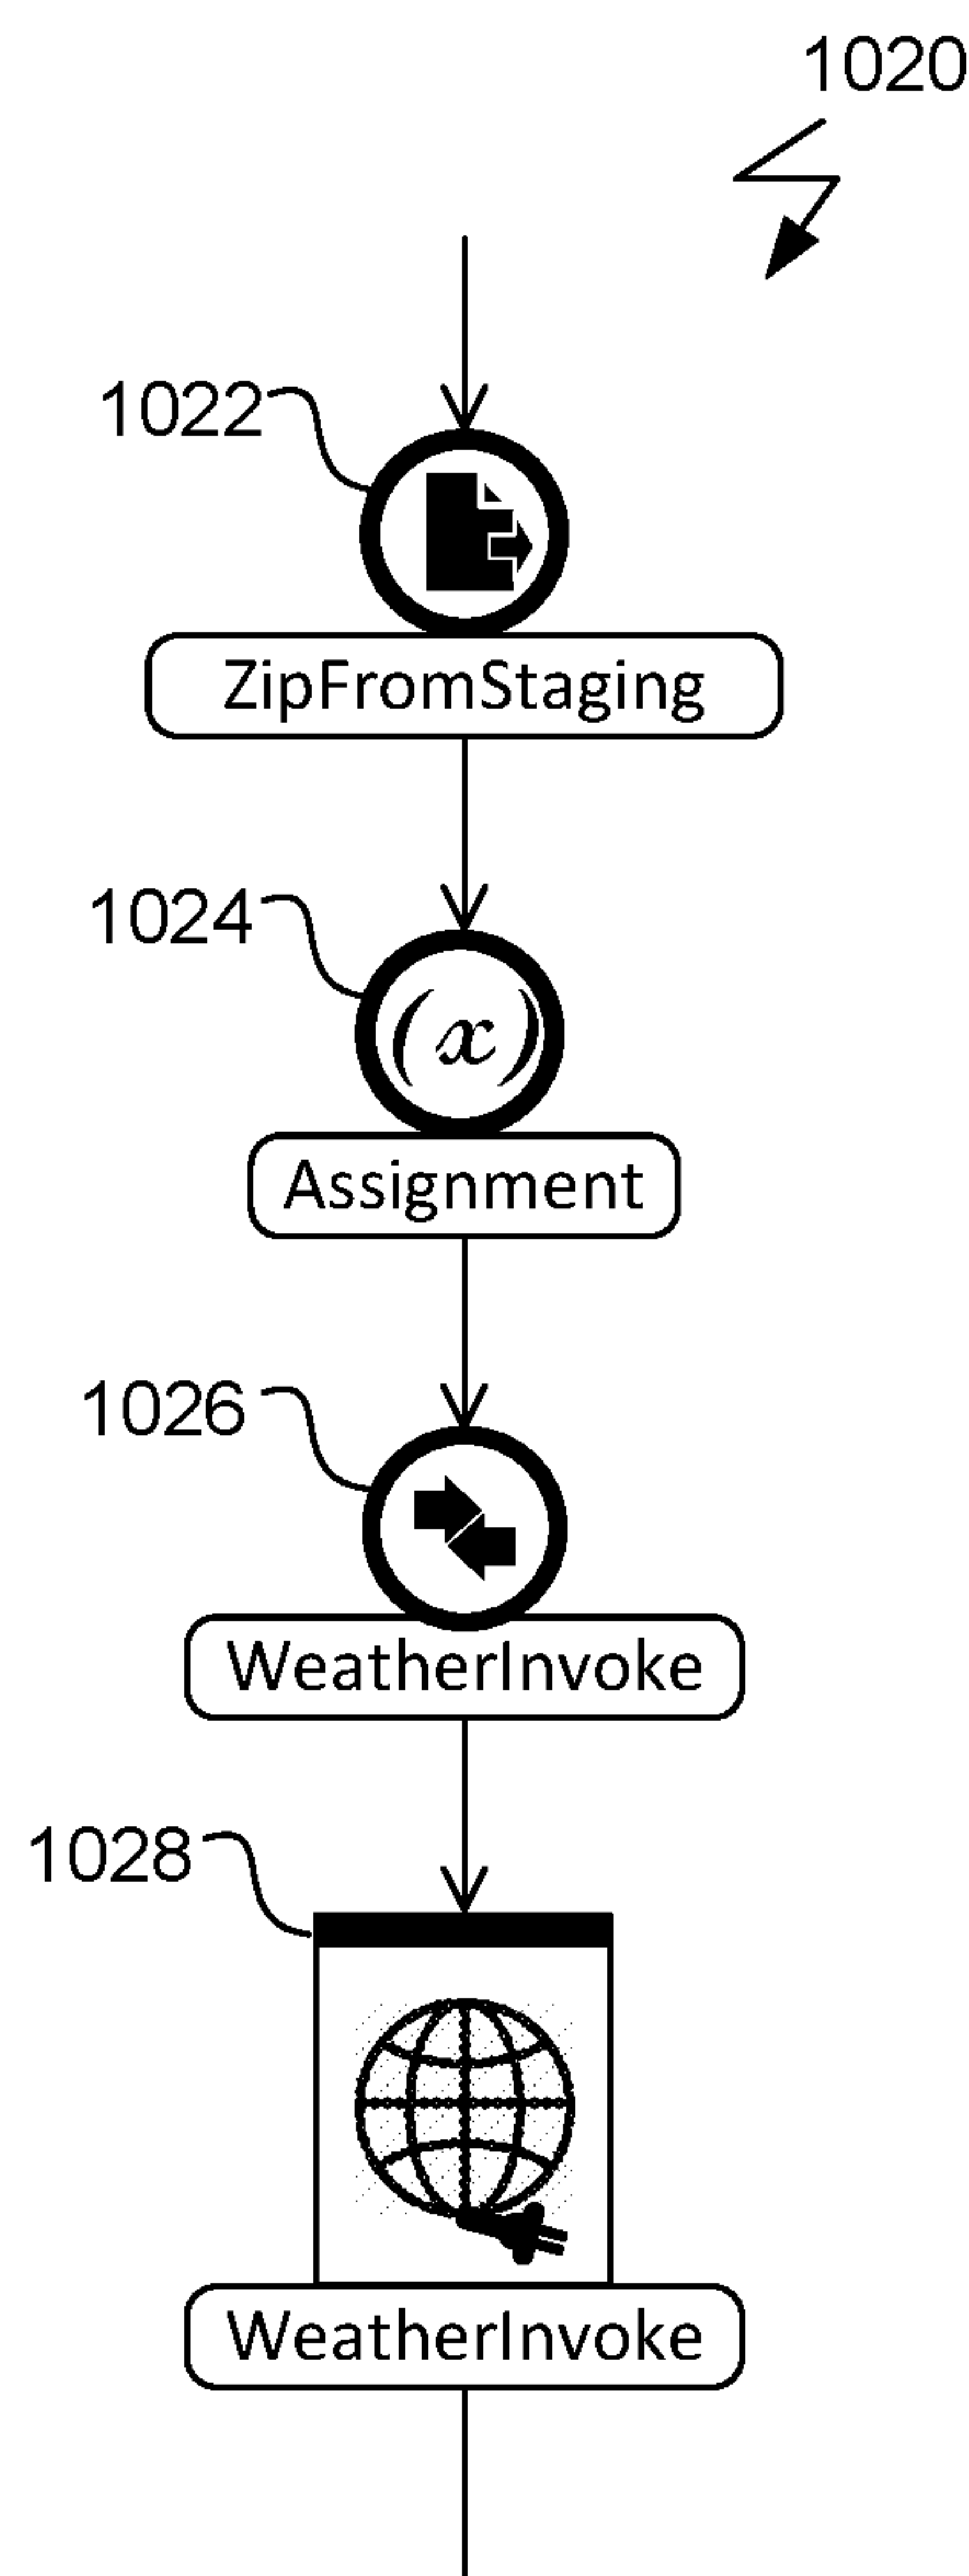 1020
1022
ZipFromStaging
1024
(x)
Assignment
1026
WeatherInvoke
1028
WeatherInvoke